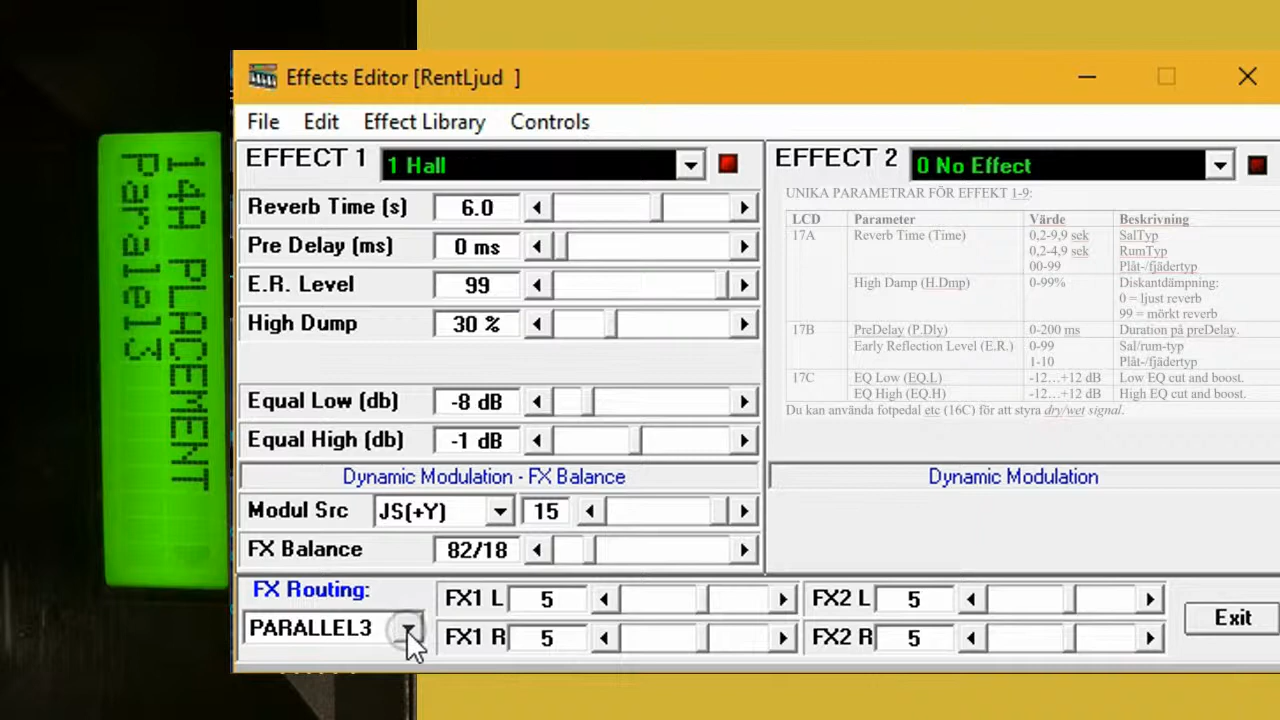 14A PLACEMENT
Paralel3
Effects Editor [RentLjud ]
File Edit Effect Library Controls
EFFECT 1 1 Hall
Reverb Time (s) 6.0
Pre Delay (ms) 0 ms
E.R. Level 99
High Dump 30 %
Equal Low (db) -8 dB
Equal High (db) -1 dB
Dynamic Modulation - FX Balance
Modul Src JS(+Y) 15
FX Balance 82/18
EFFECT 2 0 No Effect
UNIKA PARAMETRAR FÖR EFFEKT 1-9:
LCD Parameter Värde Beskrivning
17A Reverb Time (Time) 0,2-9,9 sek SalTyp
0,2-4,9 sek RumTyp
00-99 Plåt-/fjädertyp
High Damp (H.Dmp) 0-99% Diskantdämpning:
0 = ljust reverb
99 = mörkt reverb
17B PreDelay (P.Dly) 0-200 ms Duration på preDelay.
Early Reflection Level (E.R.) 0-99 Sal/rum-typ
1-10 Plåt-/fjädertyp
17C EQ Low (EQ.L) -12…+12 dB Low EQ cut and boost.
EQ High (EQ.H) -12…+12 dB High EQ cut and boost.
Du kan använda fotpedal etc (16C) för att styra dry/wet signal.
Dynamic Modulation
FX Routing:
PARALLEL3
FX1 L 5
FX1 R 5
FX2 L 5
FX2 R 5
Exit